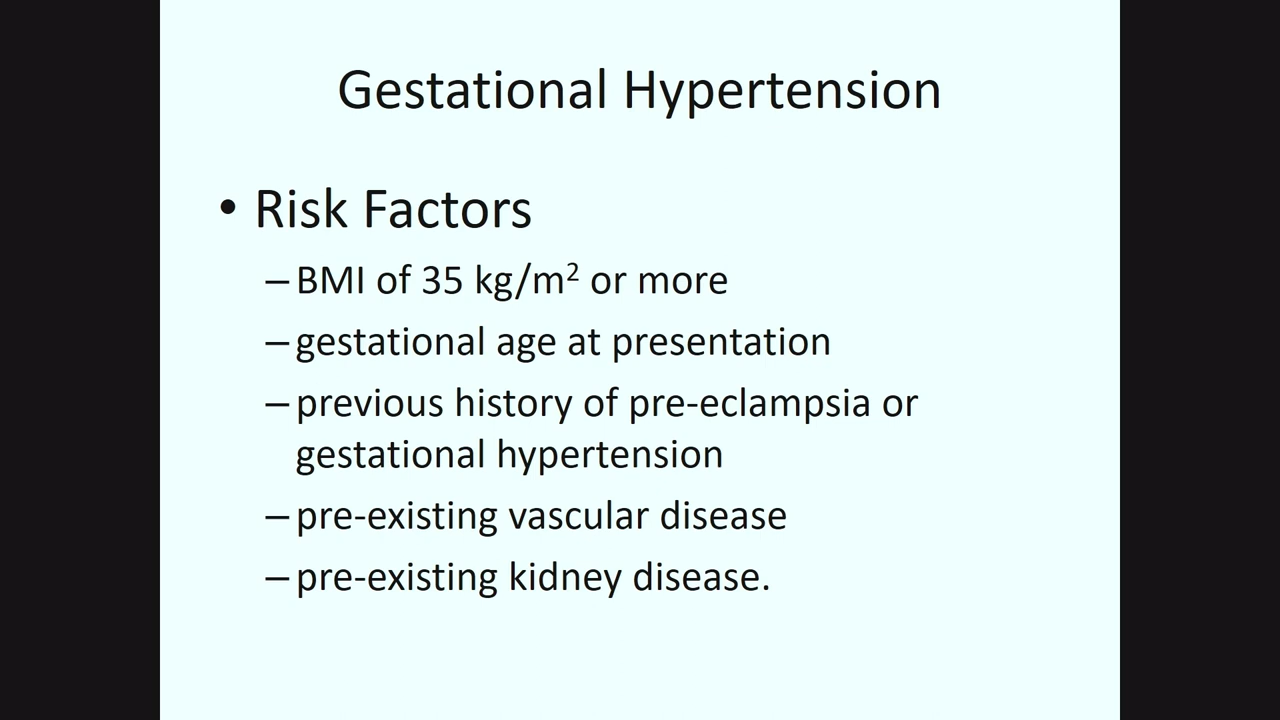 Gestational Hypertension
• Risk Factors
– BMI of 35 kg/m² or more
– gestational age at presentation
– previous history of pre-eclampsia or
gestational hypertension
– pre-existing vascular disease
– pre-existing kidney disease.